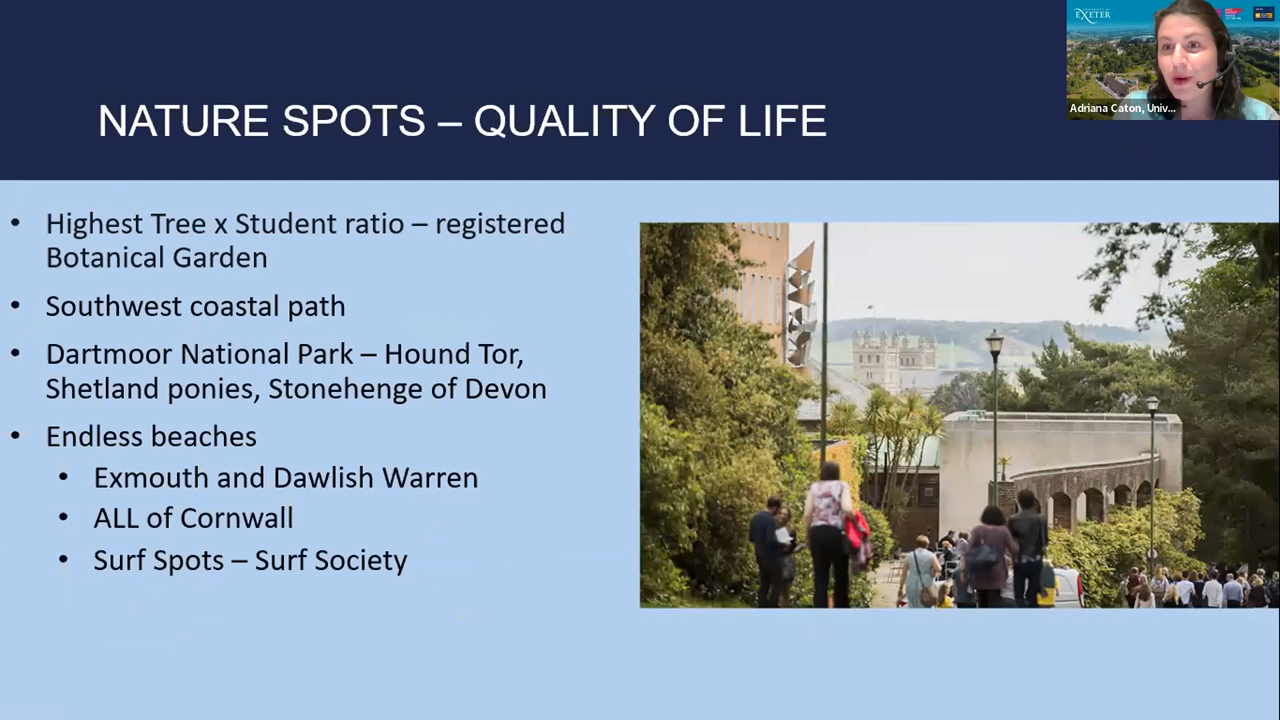 EXETER
Adriana Caton, Univ...
NATURE SPOTS – QUALITY OF LIFE
• Highest Tree x Student ratio – registered
Botanical Garden
• Southwest coastal path
• Dartmoor National Park – Hound Tor,
Shetland ponies, Stonehenge of Devon
• Endless beaches
• Exmouth and Dawlish Warren
• ALL of Cornwall
• Surf Spots – Surf Society